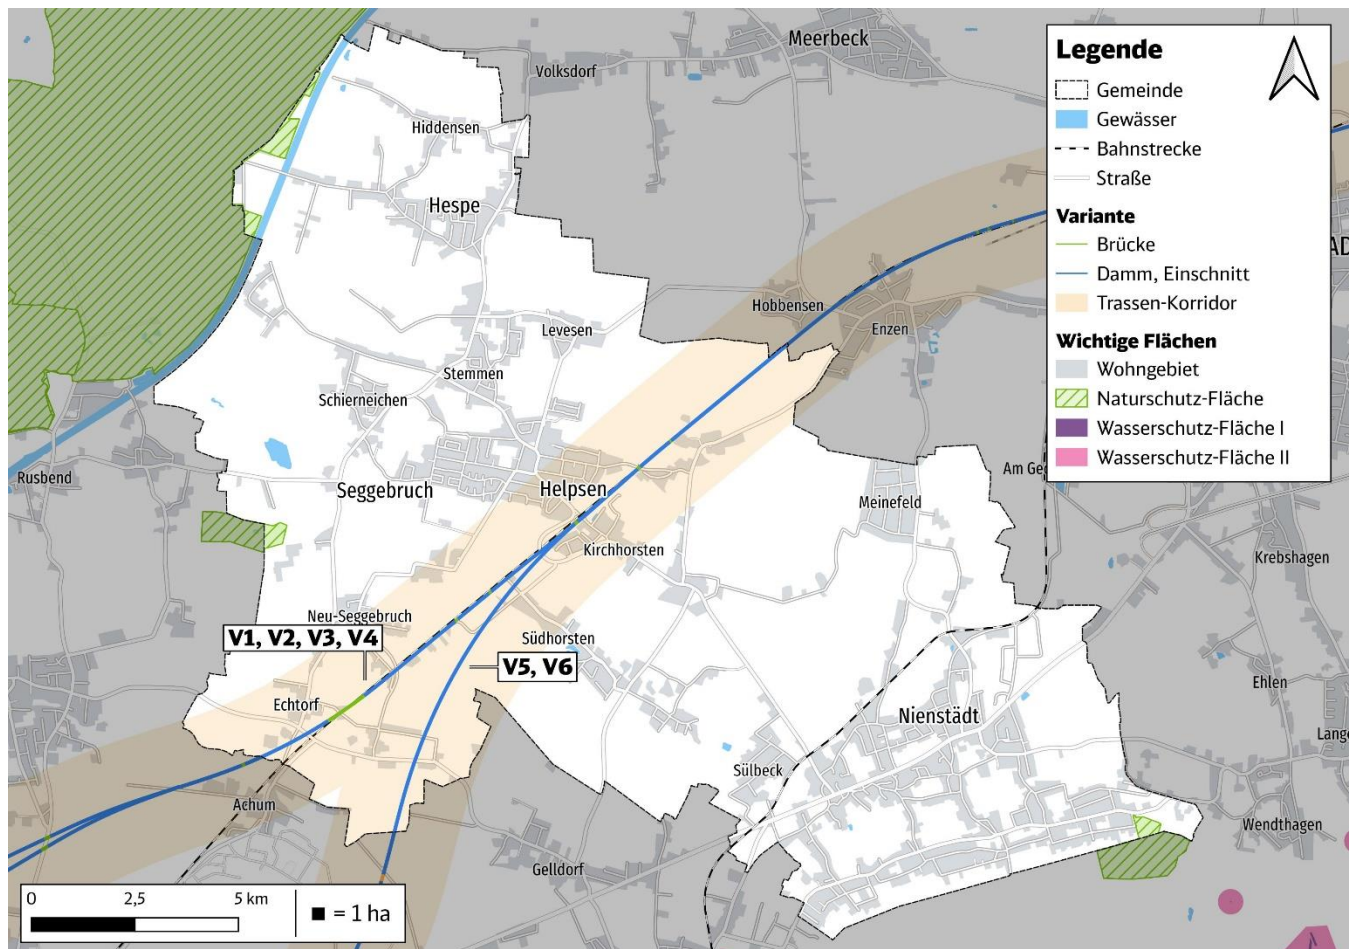 Meerbeck
Volksdorf
Hiddensen
Hespe
Hobbensen
Enzen
Levesen
Stemmen
Schierneichen
Rusbend
Seggebruch
Helpsen
Meinefeld
Kirchhorsten
Krebshagen
Neu-Seggebruch
V1, V2, V3, V4
Südhorsten
V5, V6
Echtorf
Ehlen
Nienstädt
Sülbeck
Achum
Wendthagen
Gelldorf
Legende
Gemeinde
Gewässer
Bahnstrecke
Straße
Variante
Brücke
Damm, Einschnitt
Trassen-Korridor
Wichtige Flächen
Wohngebiet
Naturschutz-Fläche
Wasserschutz-Fläche I
Wasserschutz-Fläche II
AD
Am Ge
Lange
0 2,5 5 km
= 1 ha